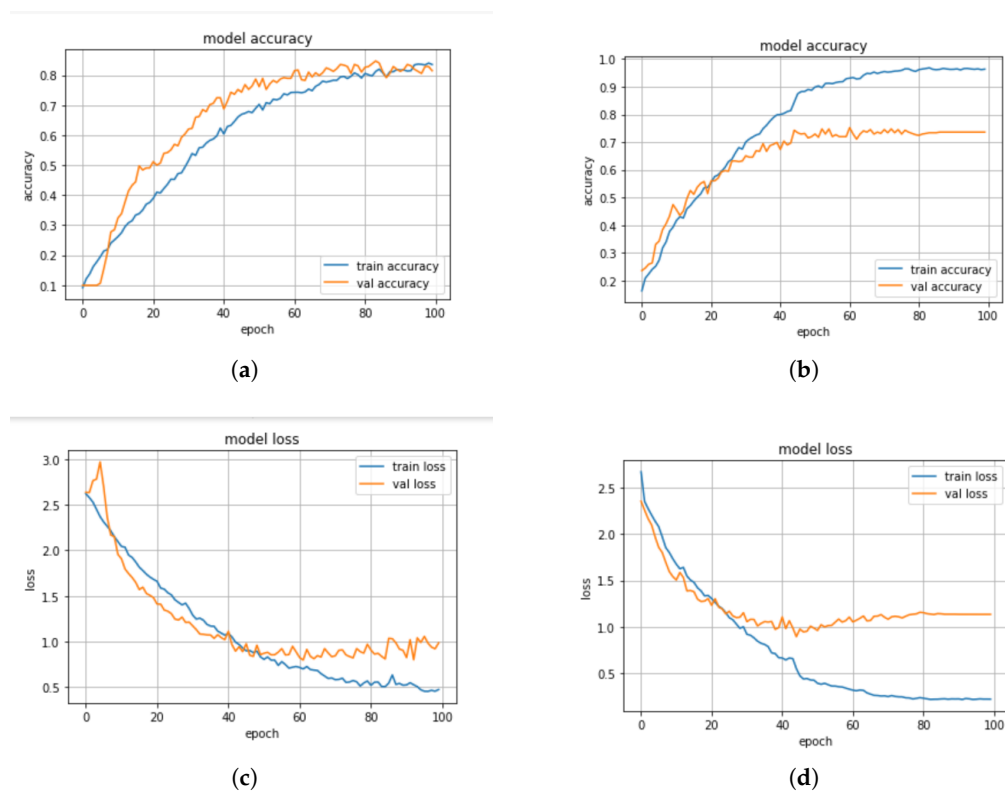 model accuracy
0.8
0.7
0.6
0.5
0.4
0.3
0.2
0.1
accuracy
train accuracy
val accuracy
0 20 40 60 80 100
epoch
(a)
model accuracy
1.0
0.9
0.8
0.7
0.6
0.5
0.4
0.3
0.2
accuracy
train accuracy
val accuracy
0 20 40 60 80 100
epoch
(b)
model loss
3.0
2.5
2.0
1.5
1.0
0.5
loss
train loss
val loss
0 20 40 60 80 100
epoch
(c)
model loss
2.5
2.0
1.5
1.0
0.5
loss
train loss
val loss
0 20 40 60 80 100
epoch
(d)